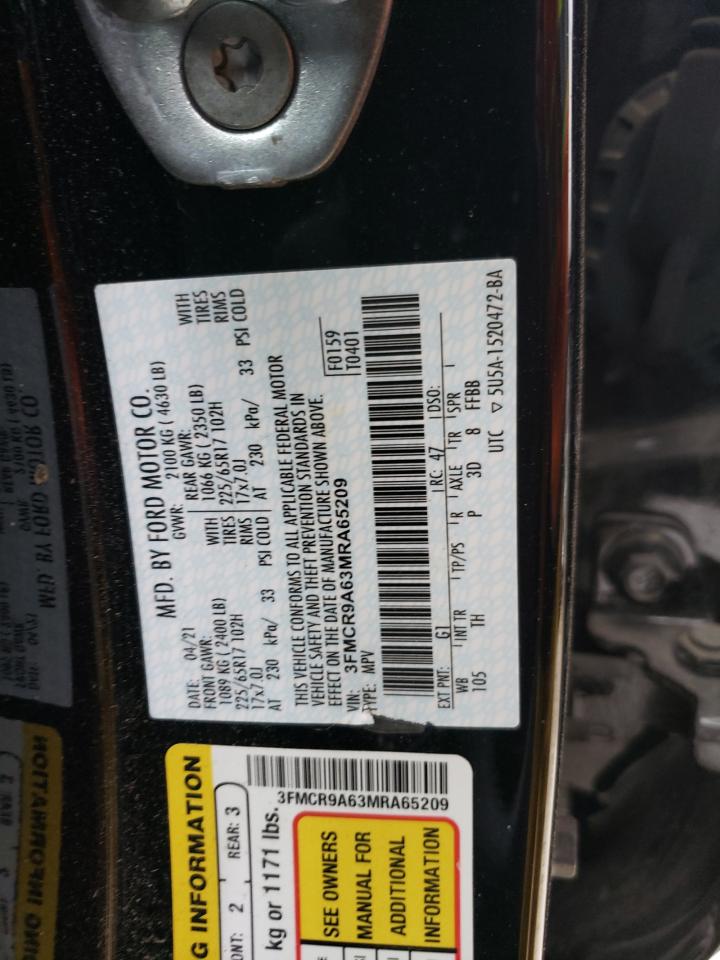 MFD. BY FORD MOTOR CO.
DATE: 04/21 GVWR: 2100 KG ( 4630 LB)
FRONT GAWR: REAR GAWR: WITH
1089 KG ( 2400 LB) WITH 1066 KG ( 2350 LB) TIRES
225/65R17 102H TIRES 225/65R17 102H RIMS
17x7.0J RIMS 17x7.0J
AT 230 kPa/ 33 PSI COLD AT 230 kPa/ 33 PSI COLD
THIS VEHICLE CONFORMS TO ALL APPLICABLE FEDERAL MOTOR
VEHICLE SAFETY AND THEFT PREVENTION STANDARDS IN
EFFECT ON THE DATE OF MANUFACTURE SHOWN ABOVE.
VIN: 3FMCR9A63MRA65209 F0159
TYPE: MPV T0401
EXT PNT: G1 RC: 47 DSO:
WB INT TR TP/PS R AXLE TR SPR
105 TH P 3D 8 FFBB
UTC ▽ 5U5A-1520472-BA
G INFORMATION
ONT: 2 REAR: 3
kg or 1171 lbs.
3FMCR9A63MRA65209
SEE OWNERS
MANUAL FOR
ADDITIONAL
INFORMATION